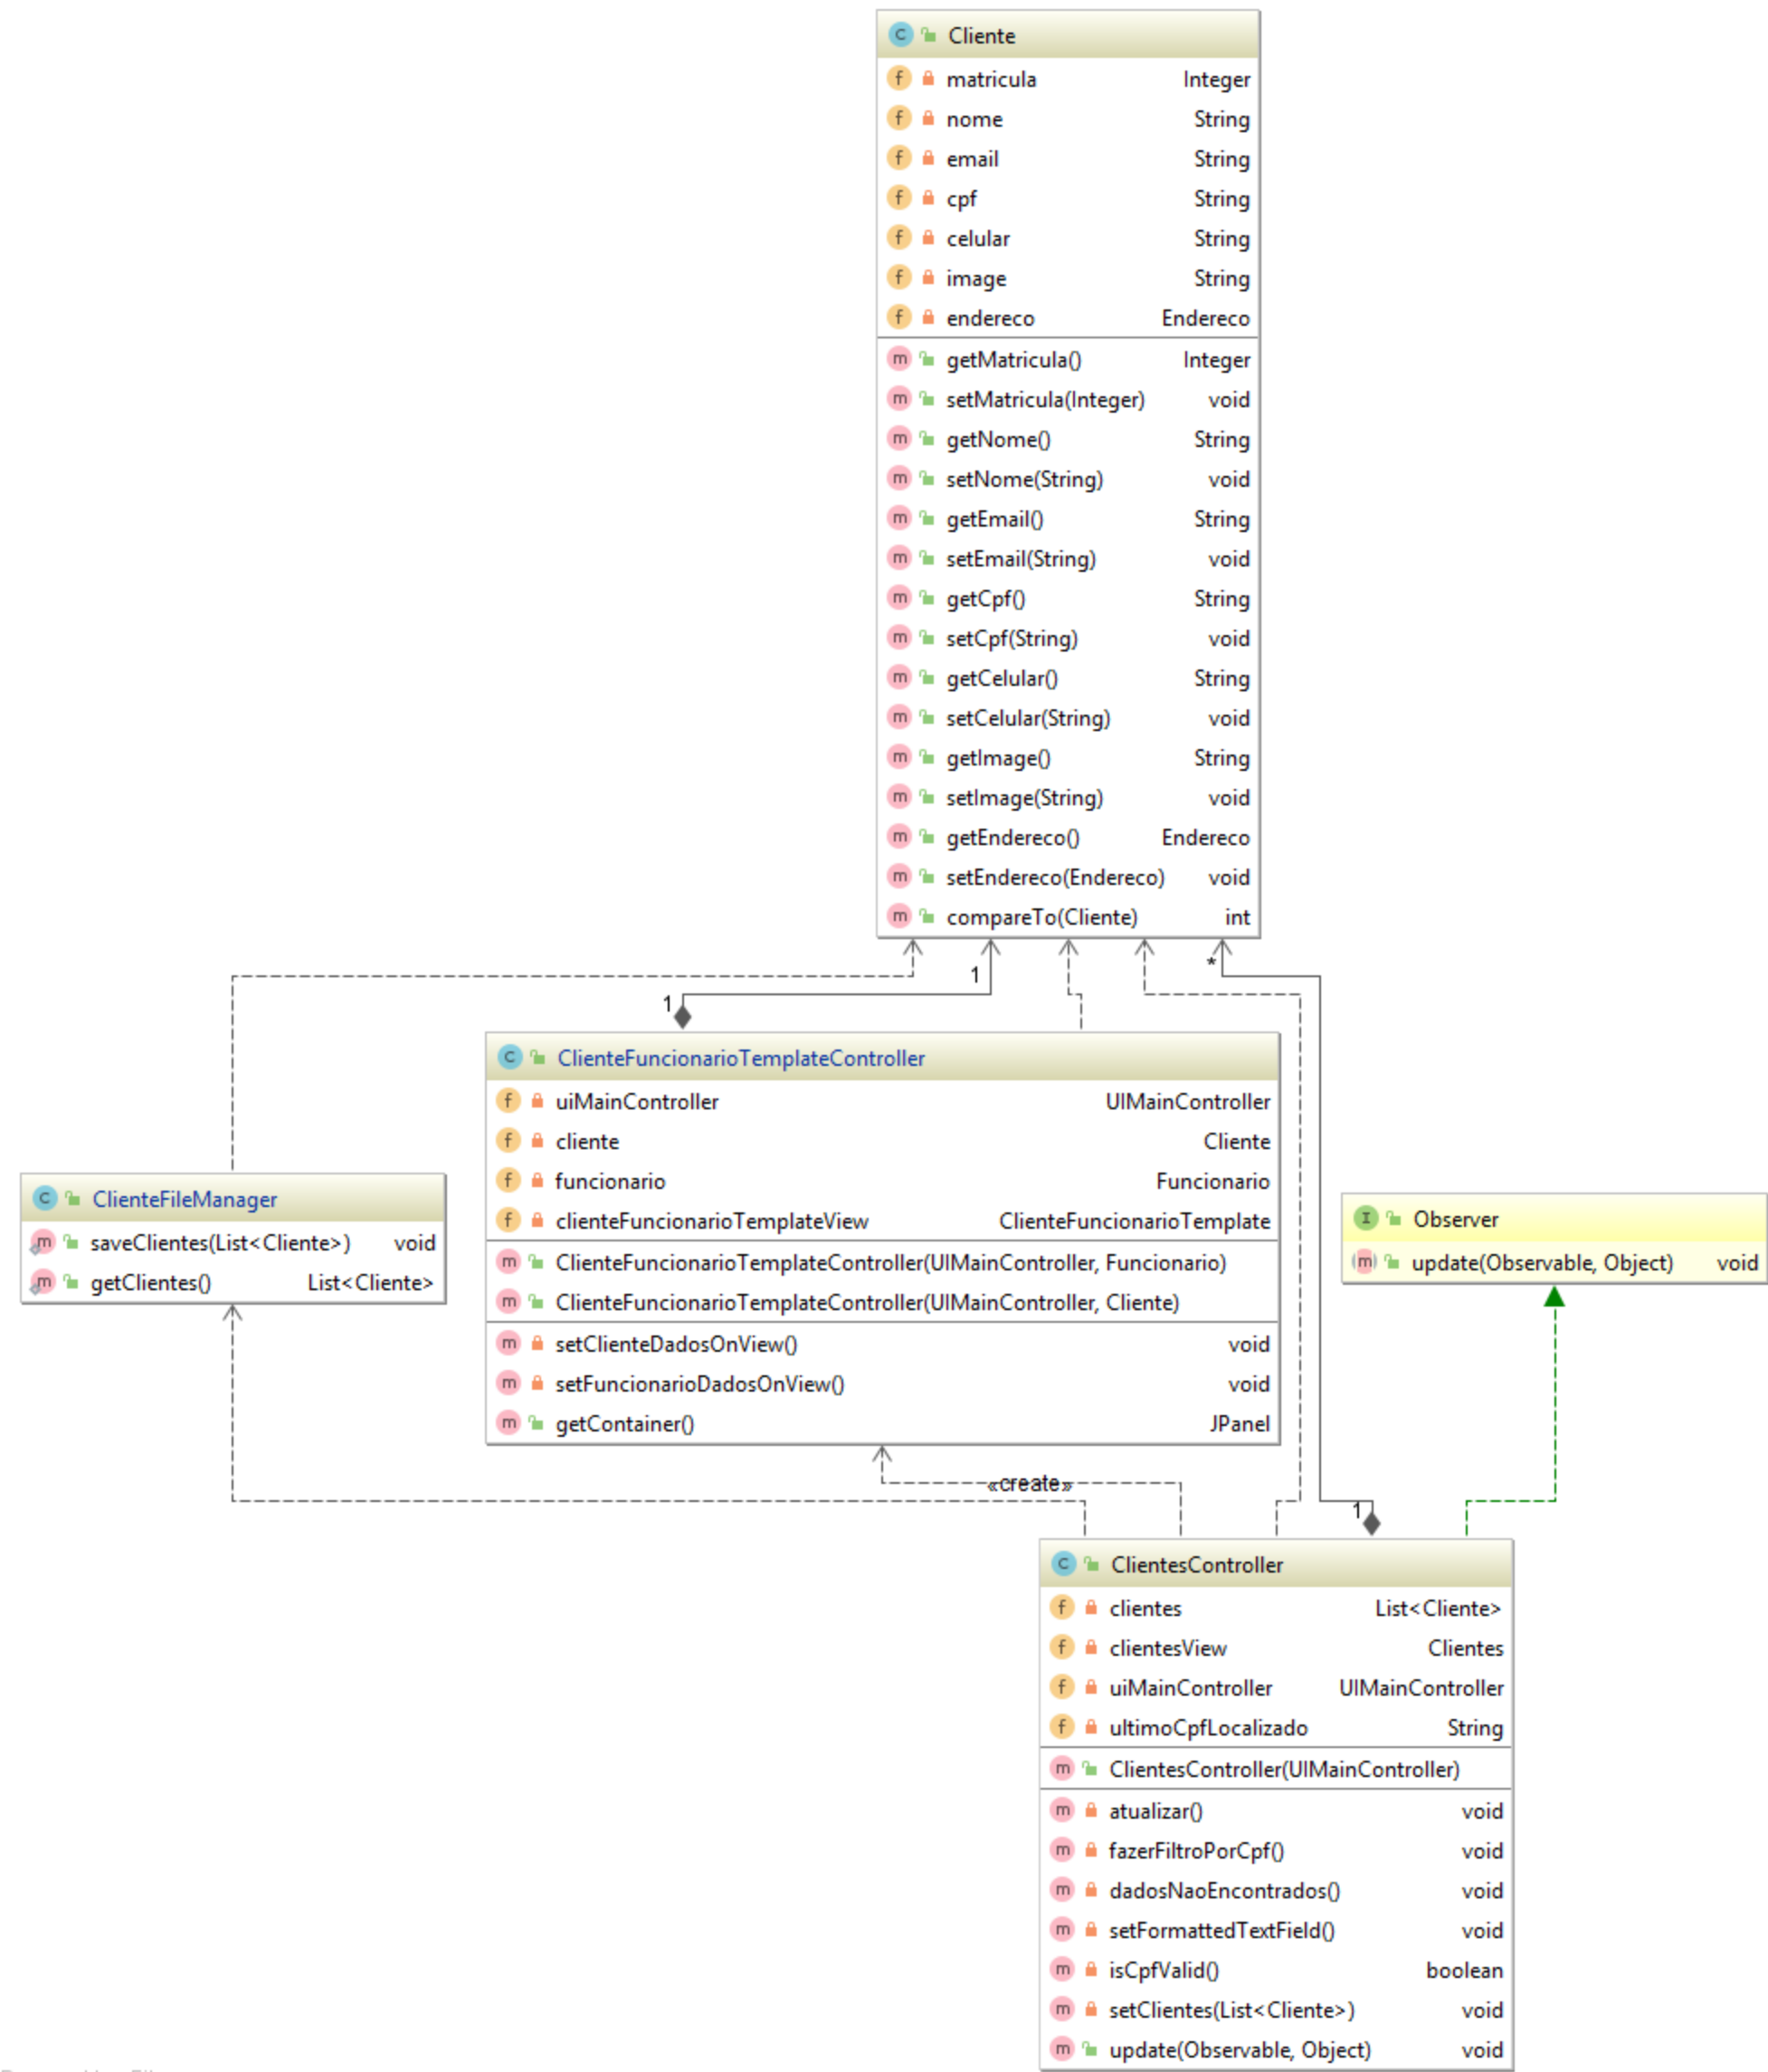 Cliente
matricula Integer
nome String
email String
cpf String
celular String
image String
endereco Endereco
getMatricula() Integer
setMatricula(Integer) void
getNome() String
setNome(String) void
getEmail() String
setEmail(String) void
getCpf() String
setCpf(String) void
getCelular() String
setCelular(String) void
getImage() String
setImage(String) void
getEndereco() Endereco
setEndereco(Endereco) void
compareTo(Cliente) int
1
*
1
ClienteFuncionarioTemplateController
uiMainController UIMainController
cliente Cliente
funcionario Funcionario
clienteFuncionarioTemplateView ClienteFuncionarioTemplate
ClienteFuncionarioTemplateController(UIMainController, Funcionario)
ClienteFuncionarioTemplateController(UIMainController, Cliente)
setClienteDadosOnView() void
setFuncionarioDadosOnView() void
getContainer() JPanel
ClienteFileManager
saveClientes(List<Cliente>) void
getClientes() List<Cliente>
Observer
update(Observable, Object) void
«create»
1
ClientesController
clientes List<Cliente>
clientesView Clientes
uiMainController UIMainController
ultimoCpfLocalizado String
ClientesController(UIMainController)
atualizar() void
fazerFiltroPorCpf() void
dadosNaoEncontrados() void
setFormattedTextField() void
isCpfValid() boolean
setClientes(List<Cliente>) void
update(Observable, Object) void